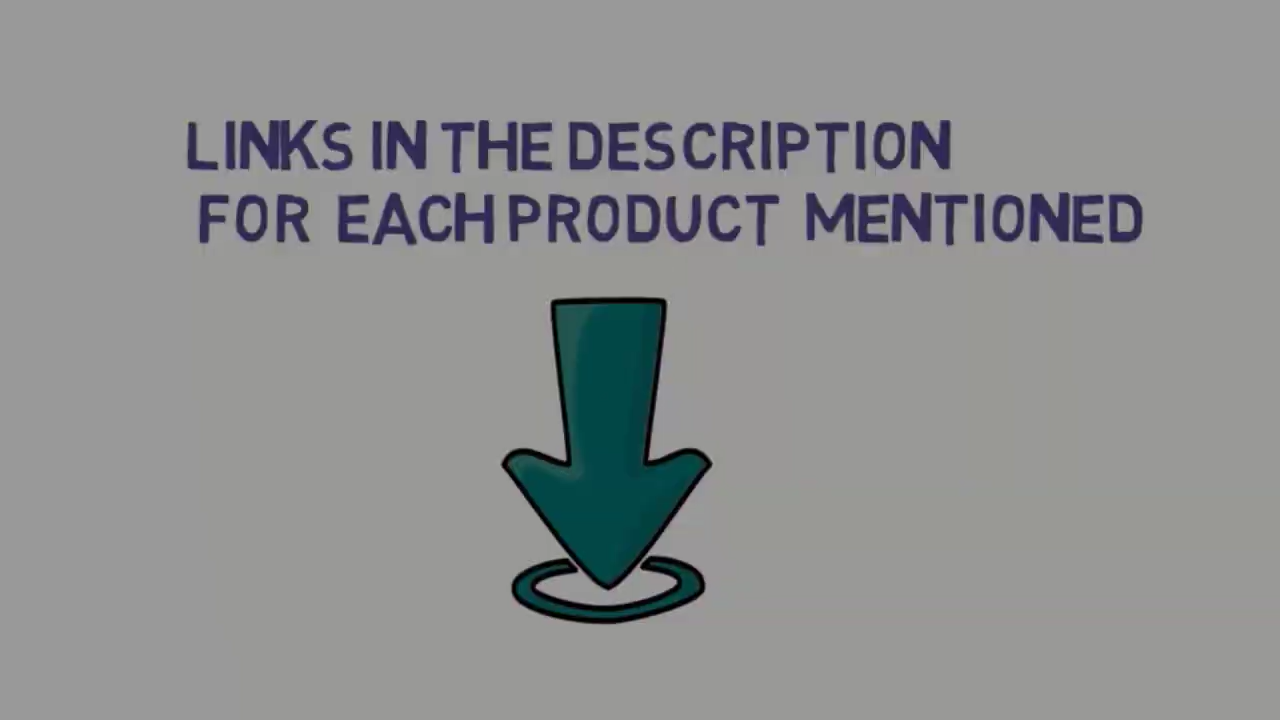 LINKS IN THE DESCRIPTION
FOR EACH PRODUCT MENTIONED